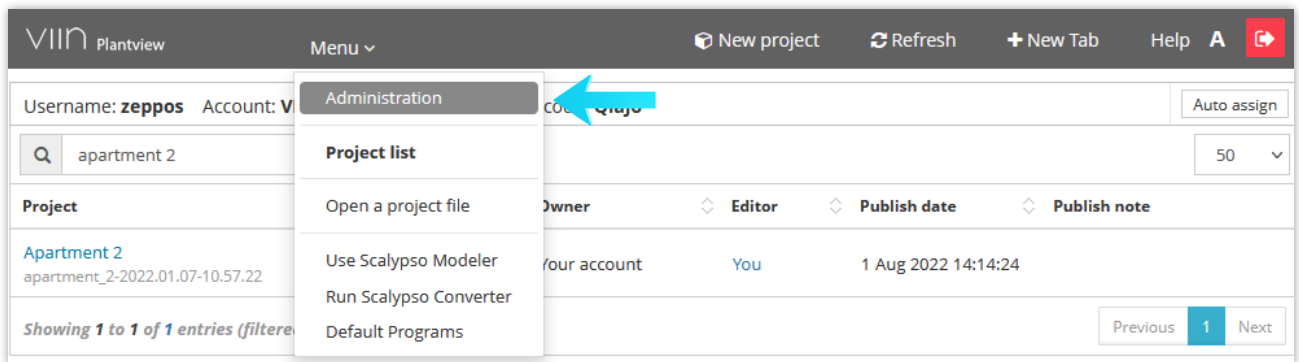 VIIN Plantview Menu New project Refresh New Tab Help A
Username: zeppos Account: Administration Auto assign
apartment 2 Project list 50
Project Open a project file Owner Editor Publish date Publish note
Apartment 2 Use Scalypso Modeler Your account You 1 Aug 2022 14:14:24
apartment_2-2022.01.07-10.57.22
Run Scalypso Converter
Showing 1 to 1 of 1 entries Default Programs Previous 1 Next